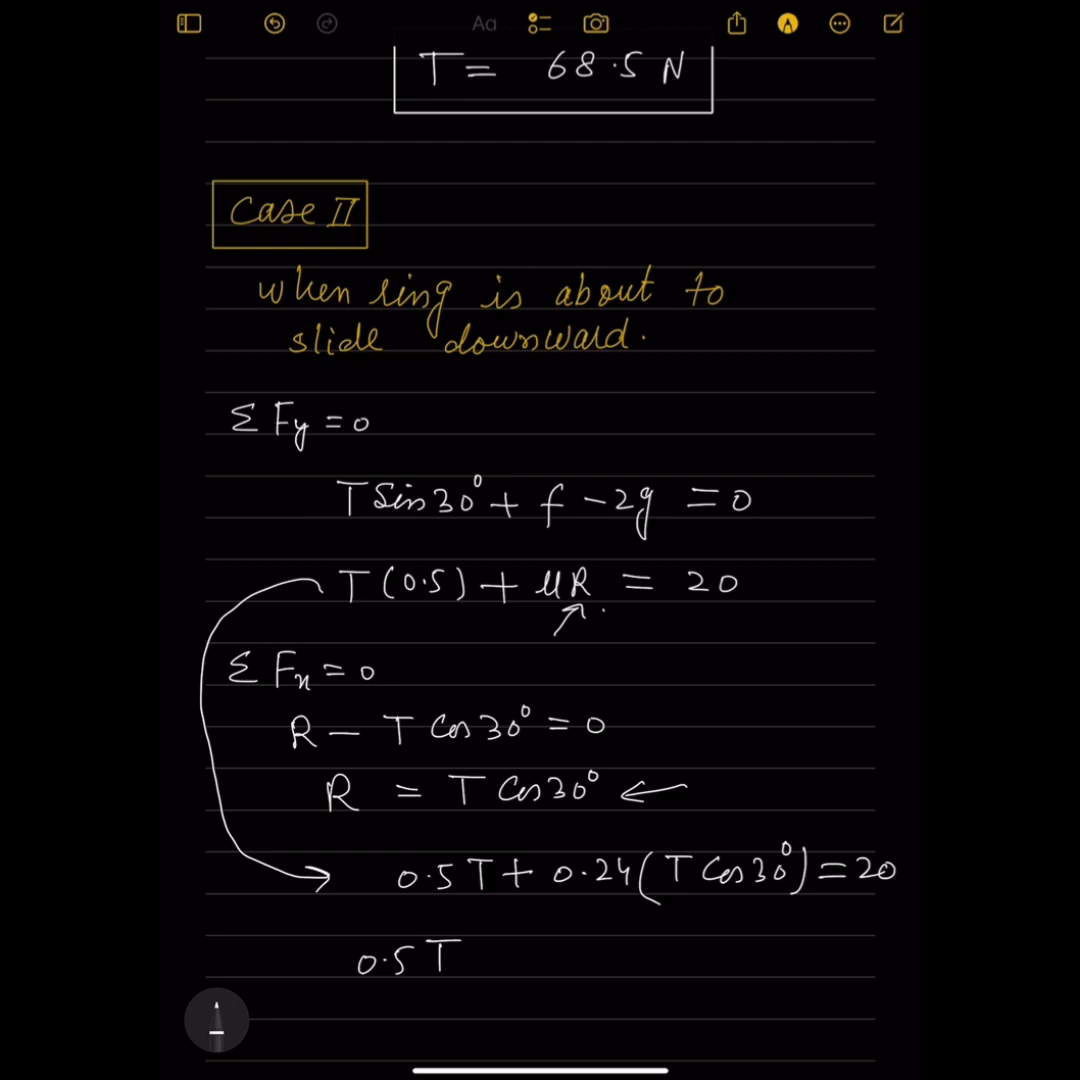 Aa
T = 68.5 N
Case II
when ring is about to
slide downward.
Σ Fy = 0
T Sin 30° + f - 2g = 0
T (0.5) + μR = 20
Σ Fx = 0
R - T Cos 30° = 0
R = T Cos 30° ←
0.5 T + 0.24 ( T Cos 30° ) = 20
0.5 T